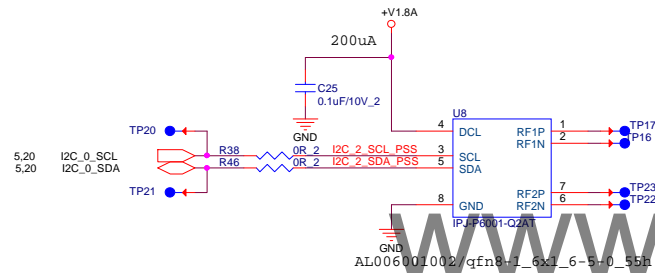 +V1.8A
200uA
C25
0.1uF/10V_2
GND
U8
TP20
4 DCL RF1P 1 TP17
RF1N 2 TP16
5,20 I2C_0_SCL R38 0R_2 I2C_2_SCL_PSS 3 SCL
5,20 I2C_0_SDA R46 0R_2 I2C_2_SDA_PSS 5 SDA
TP21
RF2P 7 TP23
8 GND RF2N 6 TP22
IPJ-P6001-Q2AT
GND
WWW
AL006001002/qfn8-1_6x1_6-5-0_55h